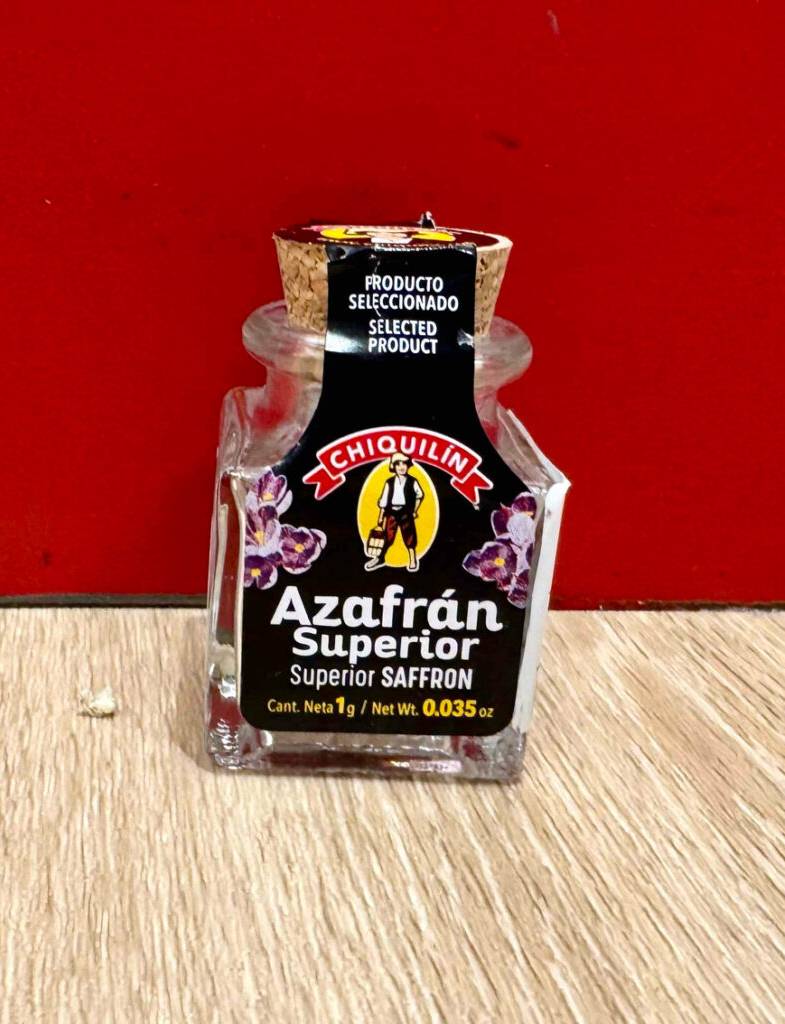 PRODUCTO
SELECCIONADO
SELECTED
PRODUCT
CHIQUILÍN
Azafrán
Superior
Superior SAFFRON
Cant. Neta 1g / Net Wt. 0.035 oz